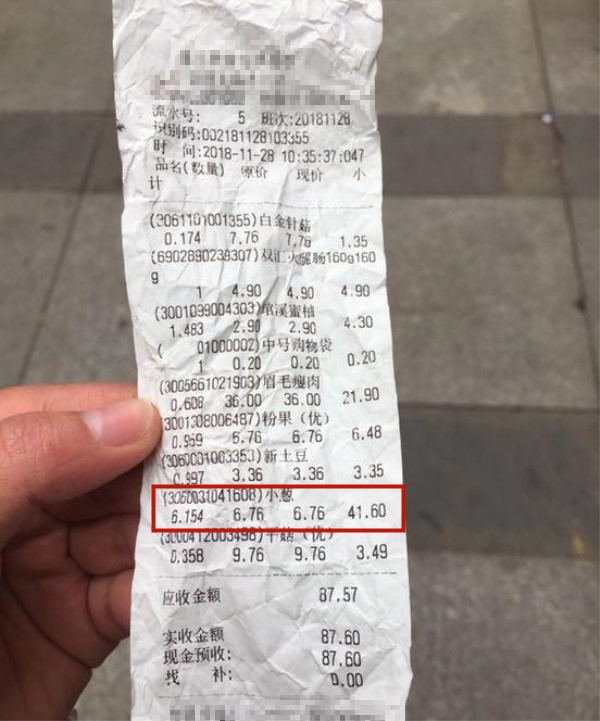 流水号: 5 班次:20181128
识别码:002181128103355
时 间:2018-11-28 10:35:37:047
品名(数量) 原价 现价 小
计
(3061101001355)白金针菇
0.174 7.76 7.76 1.35
(6902890239307)双汇火腿肠160g160
g
1 4.90 4.90 4.90
(3001099004303)琯溪蜜柚
1.483 2.90 2.90 4.30
( 01000002)中号购物袋
1 0.20 0.20 0.20
(3005661021903)眉毛瘦肉
0.608 36.00 36.00 21.90
(3001308006487)粉果(优)
0.959 6.76 6.76 6.48
(3060001003353)新土豆
0.997 3.36 3.36 3.35
(3060031041608)小葱
6.154 6.76 6.76 41.60
(3000412003498)平菇(优)
0.358 9.76 9.76 3.49
应收金额 87.57
实收金额 87.60
现金预收: 87.60
找 补: 0.00